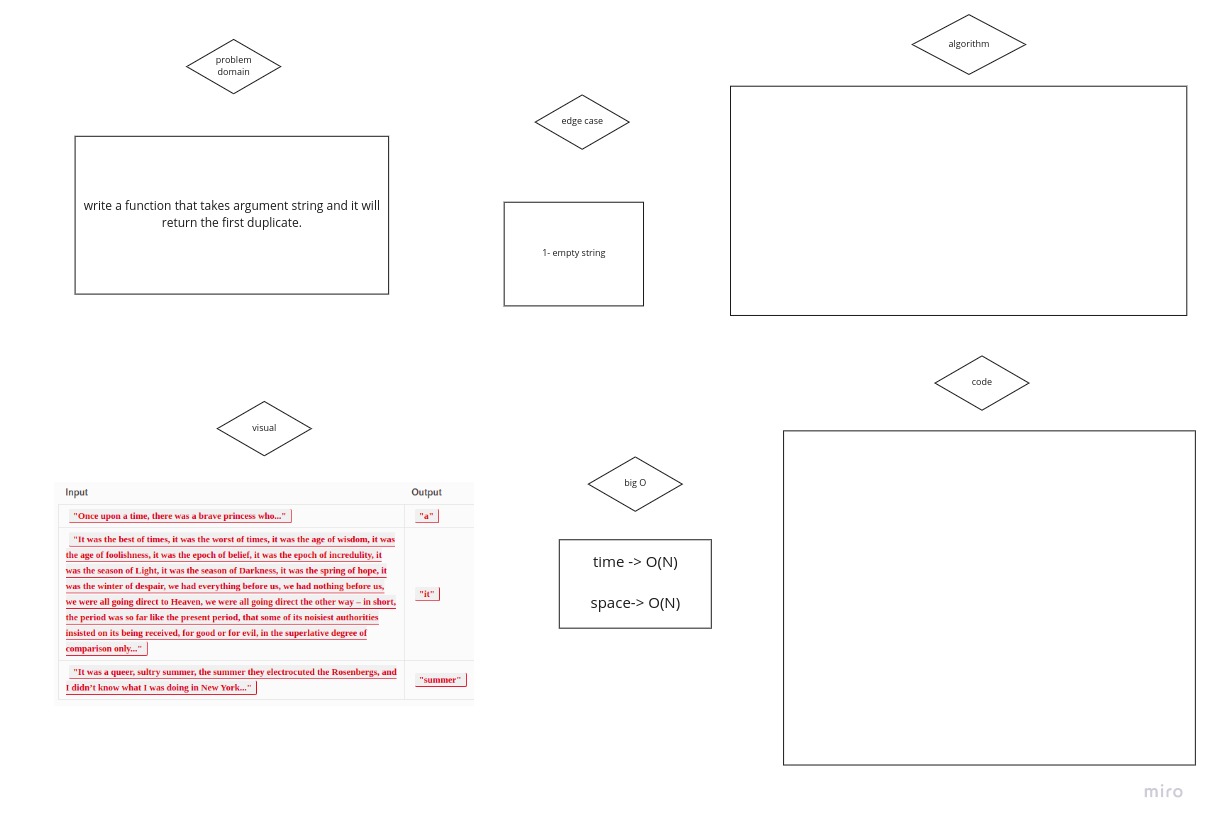 problem
domain
write a function that takes argument string and it will
return the first duplicate.
edge case
1- empty string
algorithm
visual
Input Output
"Once upon a time, there was a brave princess who..." "a"
"It was the best of times, it was the worst of times, it was the age of wisdom, it was
the age of foolishness, it was the epoch of belief, it was the epoch of incredulity, it
was the season of Light, it was the season of Darkness, it was the spring of hope, it
was the winter of despair, we had everything before us, we had nothing before us,
we were all going direct to Heaven, we were all going direct the other way – in short,
the period was so far like the present period, that some of its noisiest authorities
insisted on its being received, for good or for evil, in the superlative degree of
comparison only..."
"it"
"It was a queer, sultry summer, the summer they electrocuted the Rosenbergs, and
I didn’t know what I was doing in New York..."
"summer"
big O
time -> O(N)
space-> O(N)
code
miro